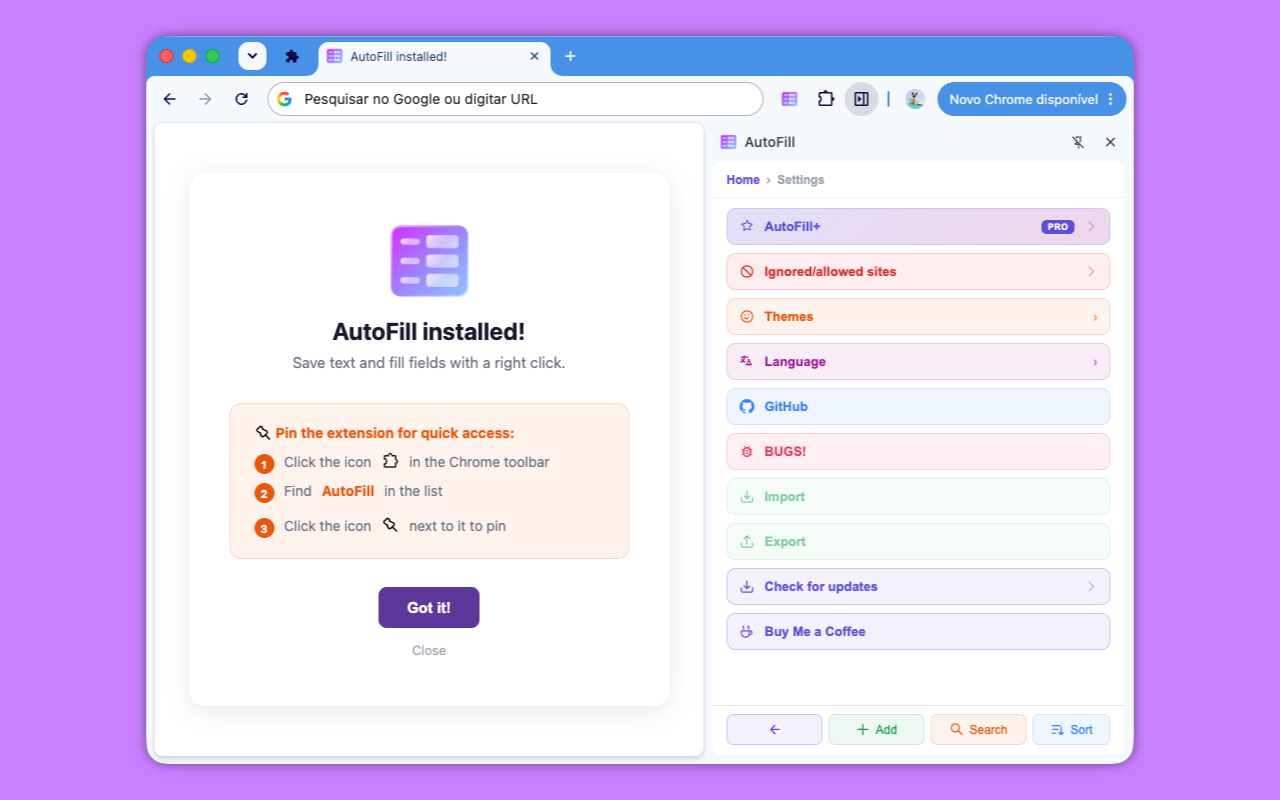 AutoFill installed!
Pesquisar no Google ou digitar URL
Novo Chrome disponível
AutoFill installed!
Save text and fill fields with a right click.
Pin the extension for quick access:
1 Click the icon in the Chrome toolbar
2 Find AutoFill in the list
3 Click the icon next to it to pin
Got it!
Close
AutoFill
Home › Settings
AutoFill+ PRO
Ignored/allowed sites
Themes
Language
GitHub
BUGS!
Import
Export
Check for updates
Buy Me a Coffee
Add
Search
Sort